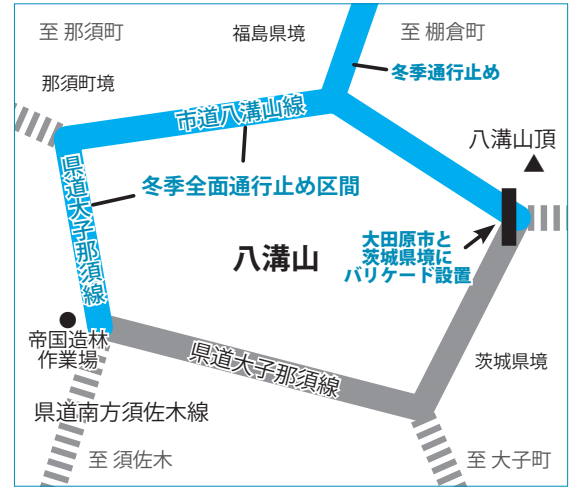 至 那須町
福島県境
至 棚倉町
冬季通行止め
那須町境
市道八溝山線
八溝山頂
県道大子那須線
冬季全面通行止め区間
大田原市と
茨城県境に
バリケード設置
八溝山
帝国造林
作業場
県道大子那須線
茨城県境
県道南方須佐木線
至 須佐木
至 大子町